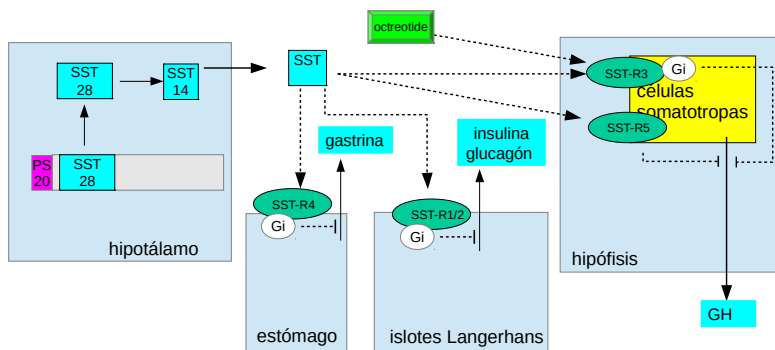 octreotide
SST
28
SST
14
SST
PS
20
SST
28
hipotálamo
gastrina
insulina
glucagón
SST-R4
Gi
estómago
SST-R1/2
Gi
islotes Langerhans
SST-R3
Gi
células
somatotropas
SST-R5
hipófisis
GH